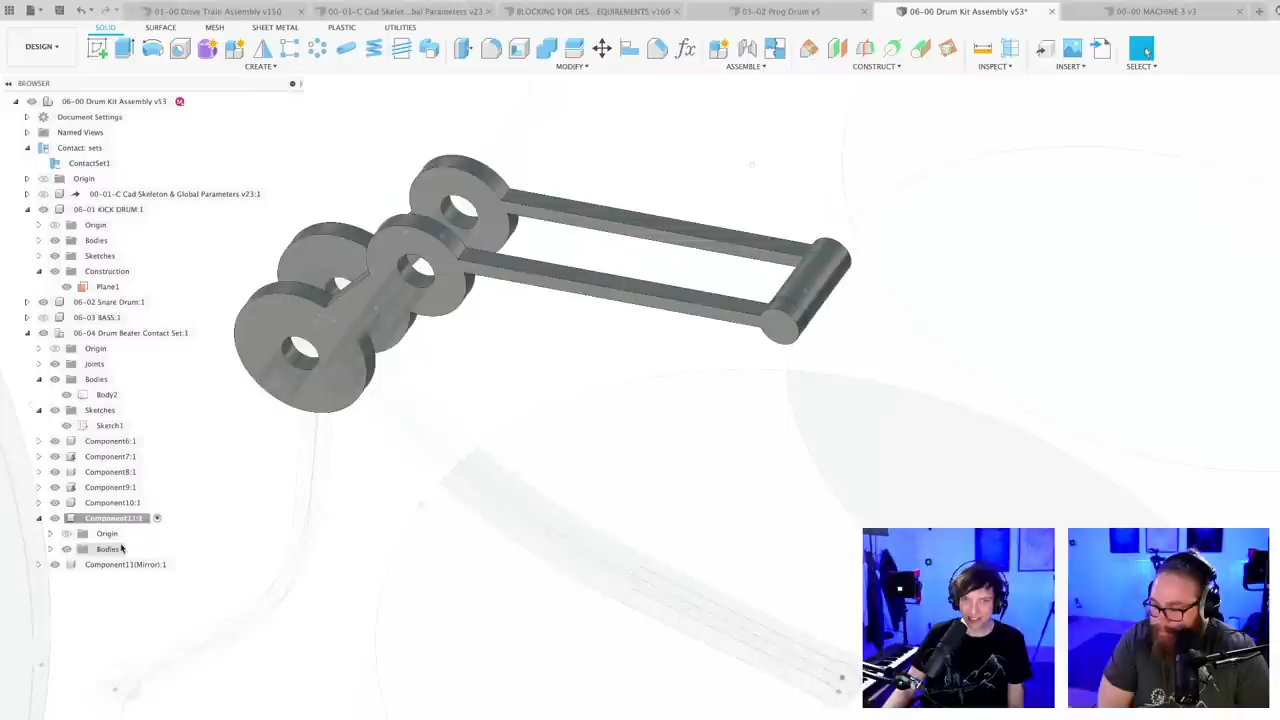 01-00 Drive Train Assembly v150
00-01-C Cad Skelet...bal Parameters v23
BLOCKING FOR DES... EQUIREMENTS v166
03-02 Prog Drum v5
06-00 Drum Kit Assembly v53*
00-00 MACHINE 3 v3
SOLID SURFACE MESH SHEET METAL PLASTIC UTILITIES
DESIGN
CREATE MODIFY ASSEMBLE CONSTRUCT INSPECT INSERT SELECT
BROWSER
06-00 Drum Kit Assembly v53
Document Settings
Named Views
Contact: sets
ContactSet1
Origin
00-01-C Cad Skeleton & Global Parameters v23:1
06-01 KICK DRUM:1
Origin
Bodies
Sketches
Construction
Plane1
06-02 Snare Drum:1
06-03 BASS:1
06-04 Drum Beater Contact Set:1
Origin
Joints
Bodies
Body2
Sketches
Sketch1
Component6:1
Component7:1
Component8:1
Component9:1
Component10:1
Component11:1
Origin
Bodies
Component11(Mirror):1